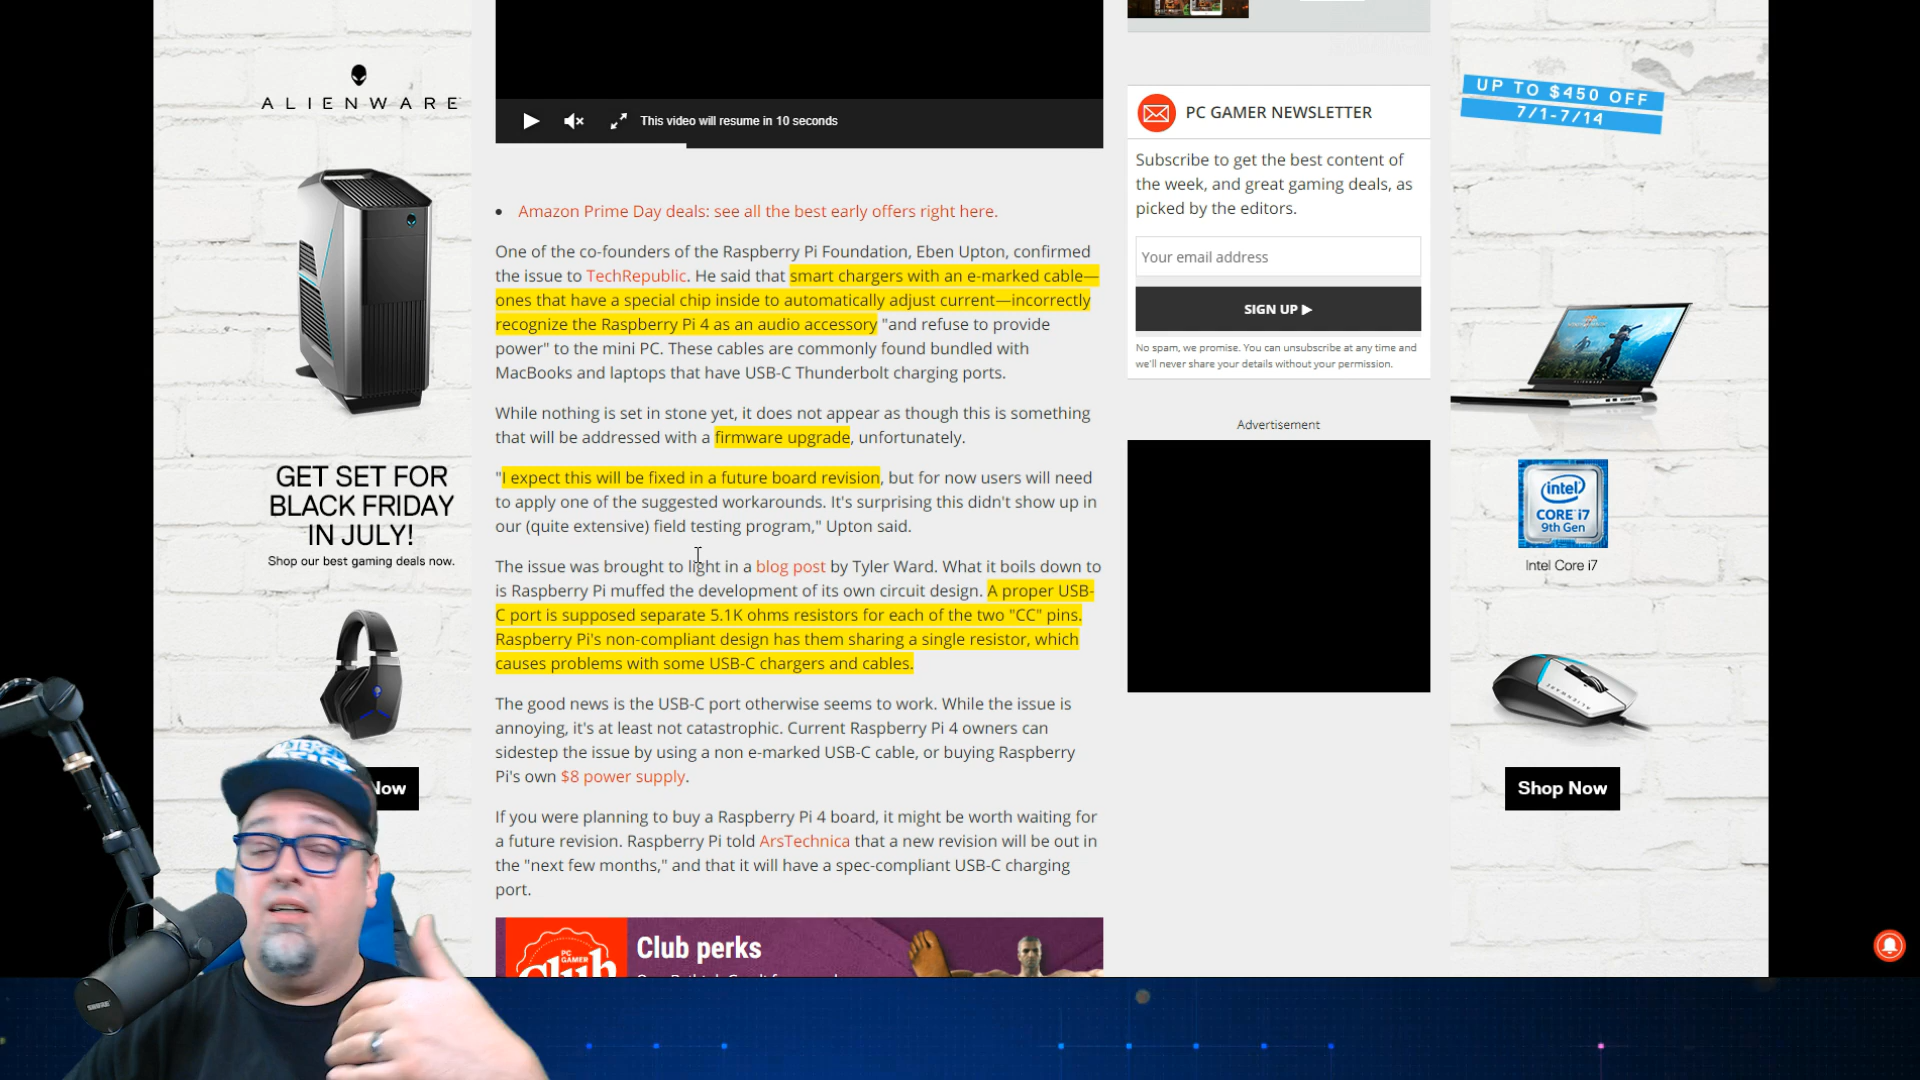 ALIENWARE
GET SET FOR
BLACK FRIDAY
IN JULY!
Shop our best gaming deals now.
Now
This video will resume in 10 seconds
Amazon Prime Day deals: see all the best early offers right here.
One of the co-founders of the Raspberry Pi Foundation, Eben Upton, confirmed
the issue to TechRepublic. He said that smart chargers with an e-marked cable—
ones that have a special chip inside to automatically adjust current—incorrectly
recognize the Raspberry Pi 4 as an audio accessory "and refuse to provide
power" to the mini PC. These cables are commonly found bundled with
MacBooks and laptops that have USB-C Thunderbolt charging ports.
While nothing is set in stone yet, it does not appear as though this is something
that will be addressed with a firmware upgrade, unfortunately.
"I expect this will be fixed in a future board revision, but for now users will need
to apply one of the suggested workarounds. It's surprising this didn't show up in
our (quite extensive) field testing program," Upton said.
The issue was brought to light in a blog post by Tyler Ward. What it boils down to
is Raspberry Pi muffed the development of its own circuit design. A proper USB-
C port is supposed separate 5.1K ohms resistors for each of the two "CC" pins.
Raspberry Pi's non-compliant design has them sharing a single resistor, which
causes problems with some USB-C chargers and cables.
The good news is the USB-C port otherwise seems to work. While the issue is
annoying, it's at least not catastrophic. Current Raspberry Pi 4 owners can
sidestep the issue by using a non e-marked USB-C cable, or buying Raspberry
Pi's own $8 power supply.
If you were planning to buy a Raspberry Pi 4 board, it might be worth waiting for
a future revision. Raspberry Pi told ArsTechnica that a new revision will be out in
the "next few months," and that it will have a spec-compliant USB-C charging
port.
PC GAMER
Club
Club perks
PC GAMER NEWSLETTER
Subscribe to get the best content of
the week, and great gaming deals, as
picked by the editors.
Your email address
SIGN UP ▶
No spam, we promise. You can unsubscribe at any time and
we'll never share your details without your permission.
Advertisement
UP TO $450 OFF
7/1-7/14
intel
CORE i7
9th Gen
Intel Core i7
Shop Now
ALTERED
BEAST
SHURE